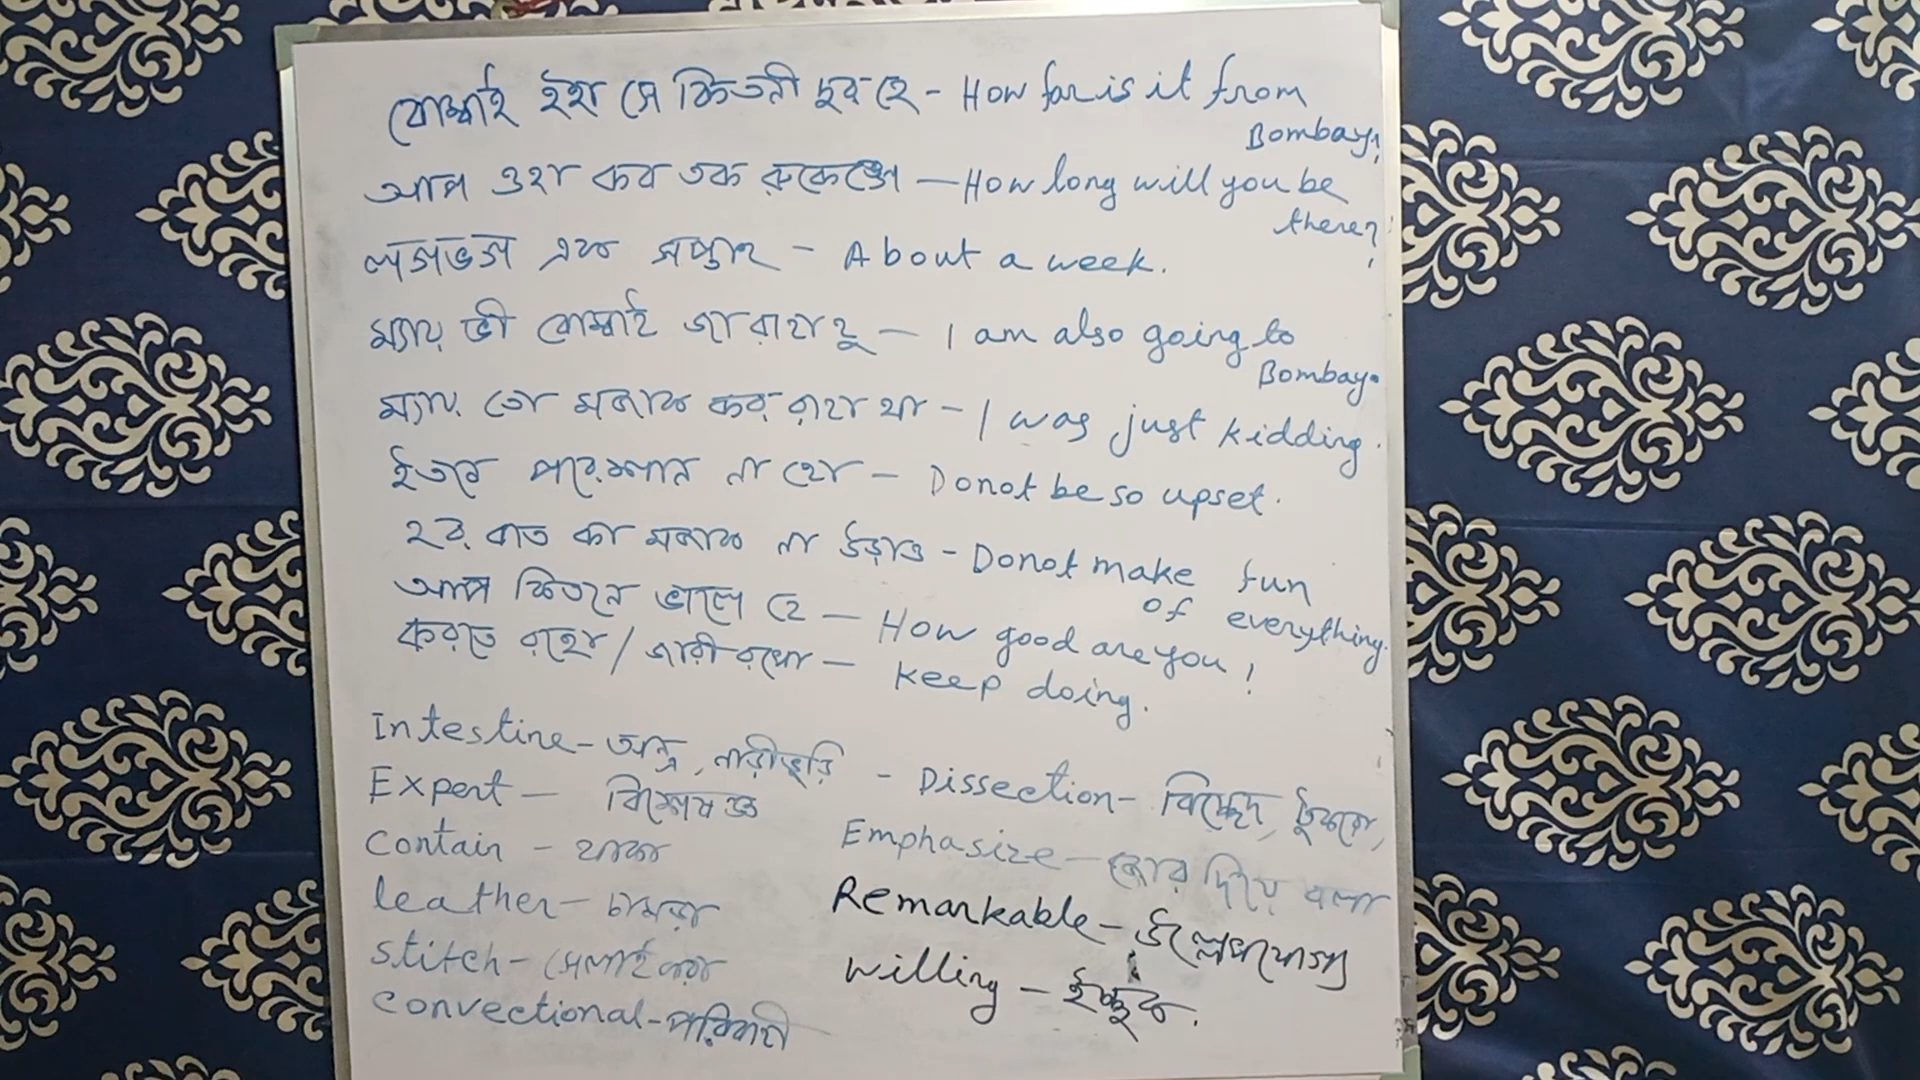 বোম্বাই ইহা সে কিতনী দূর হে - How far is it from
Bombay?
আপ ওহা কব তক রুকেঙ্গে - How long will you be
there?
লগভগ এক সপ্তাহ - About a week.
ম্যায় ভী বোম্বাই জা রাহা হু - I am also going to
Bombay.
ম্যায় তো মজাক কর রাহা থা - I was just kidding.
ইতনে পরেশান না হো - Donot be so upset.
হর বাত কা মজাক না উড়াও - Donot make fun
of everything.
আপ কিতনে ভালে হে - How good are you!
করতে রহো / জারী রখো - keep doing.
Intestine - অন্ত্র, নাড়ীভূড়ি - Dissection - বিচ্ছেদ, টুকরো,
Expert - বিশেষজ্ঞ
Contain - থাকা Emphasize - জোর দিয়ে বলা
leather - চামড়া Remarkable - উল্লেখযোগ্য
stitch - সেলাই করা willing - ইচ্ছুক.
convectional - পরিবাহী